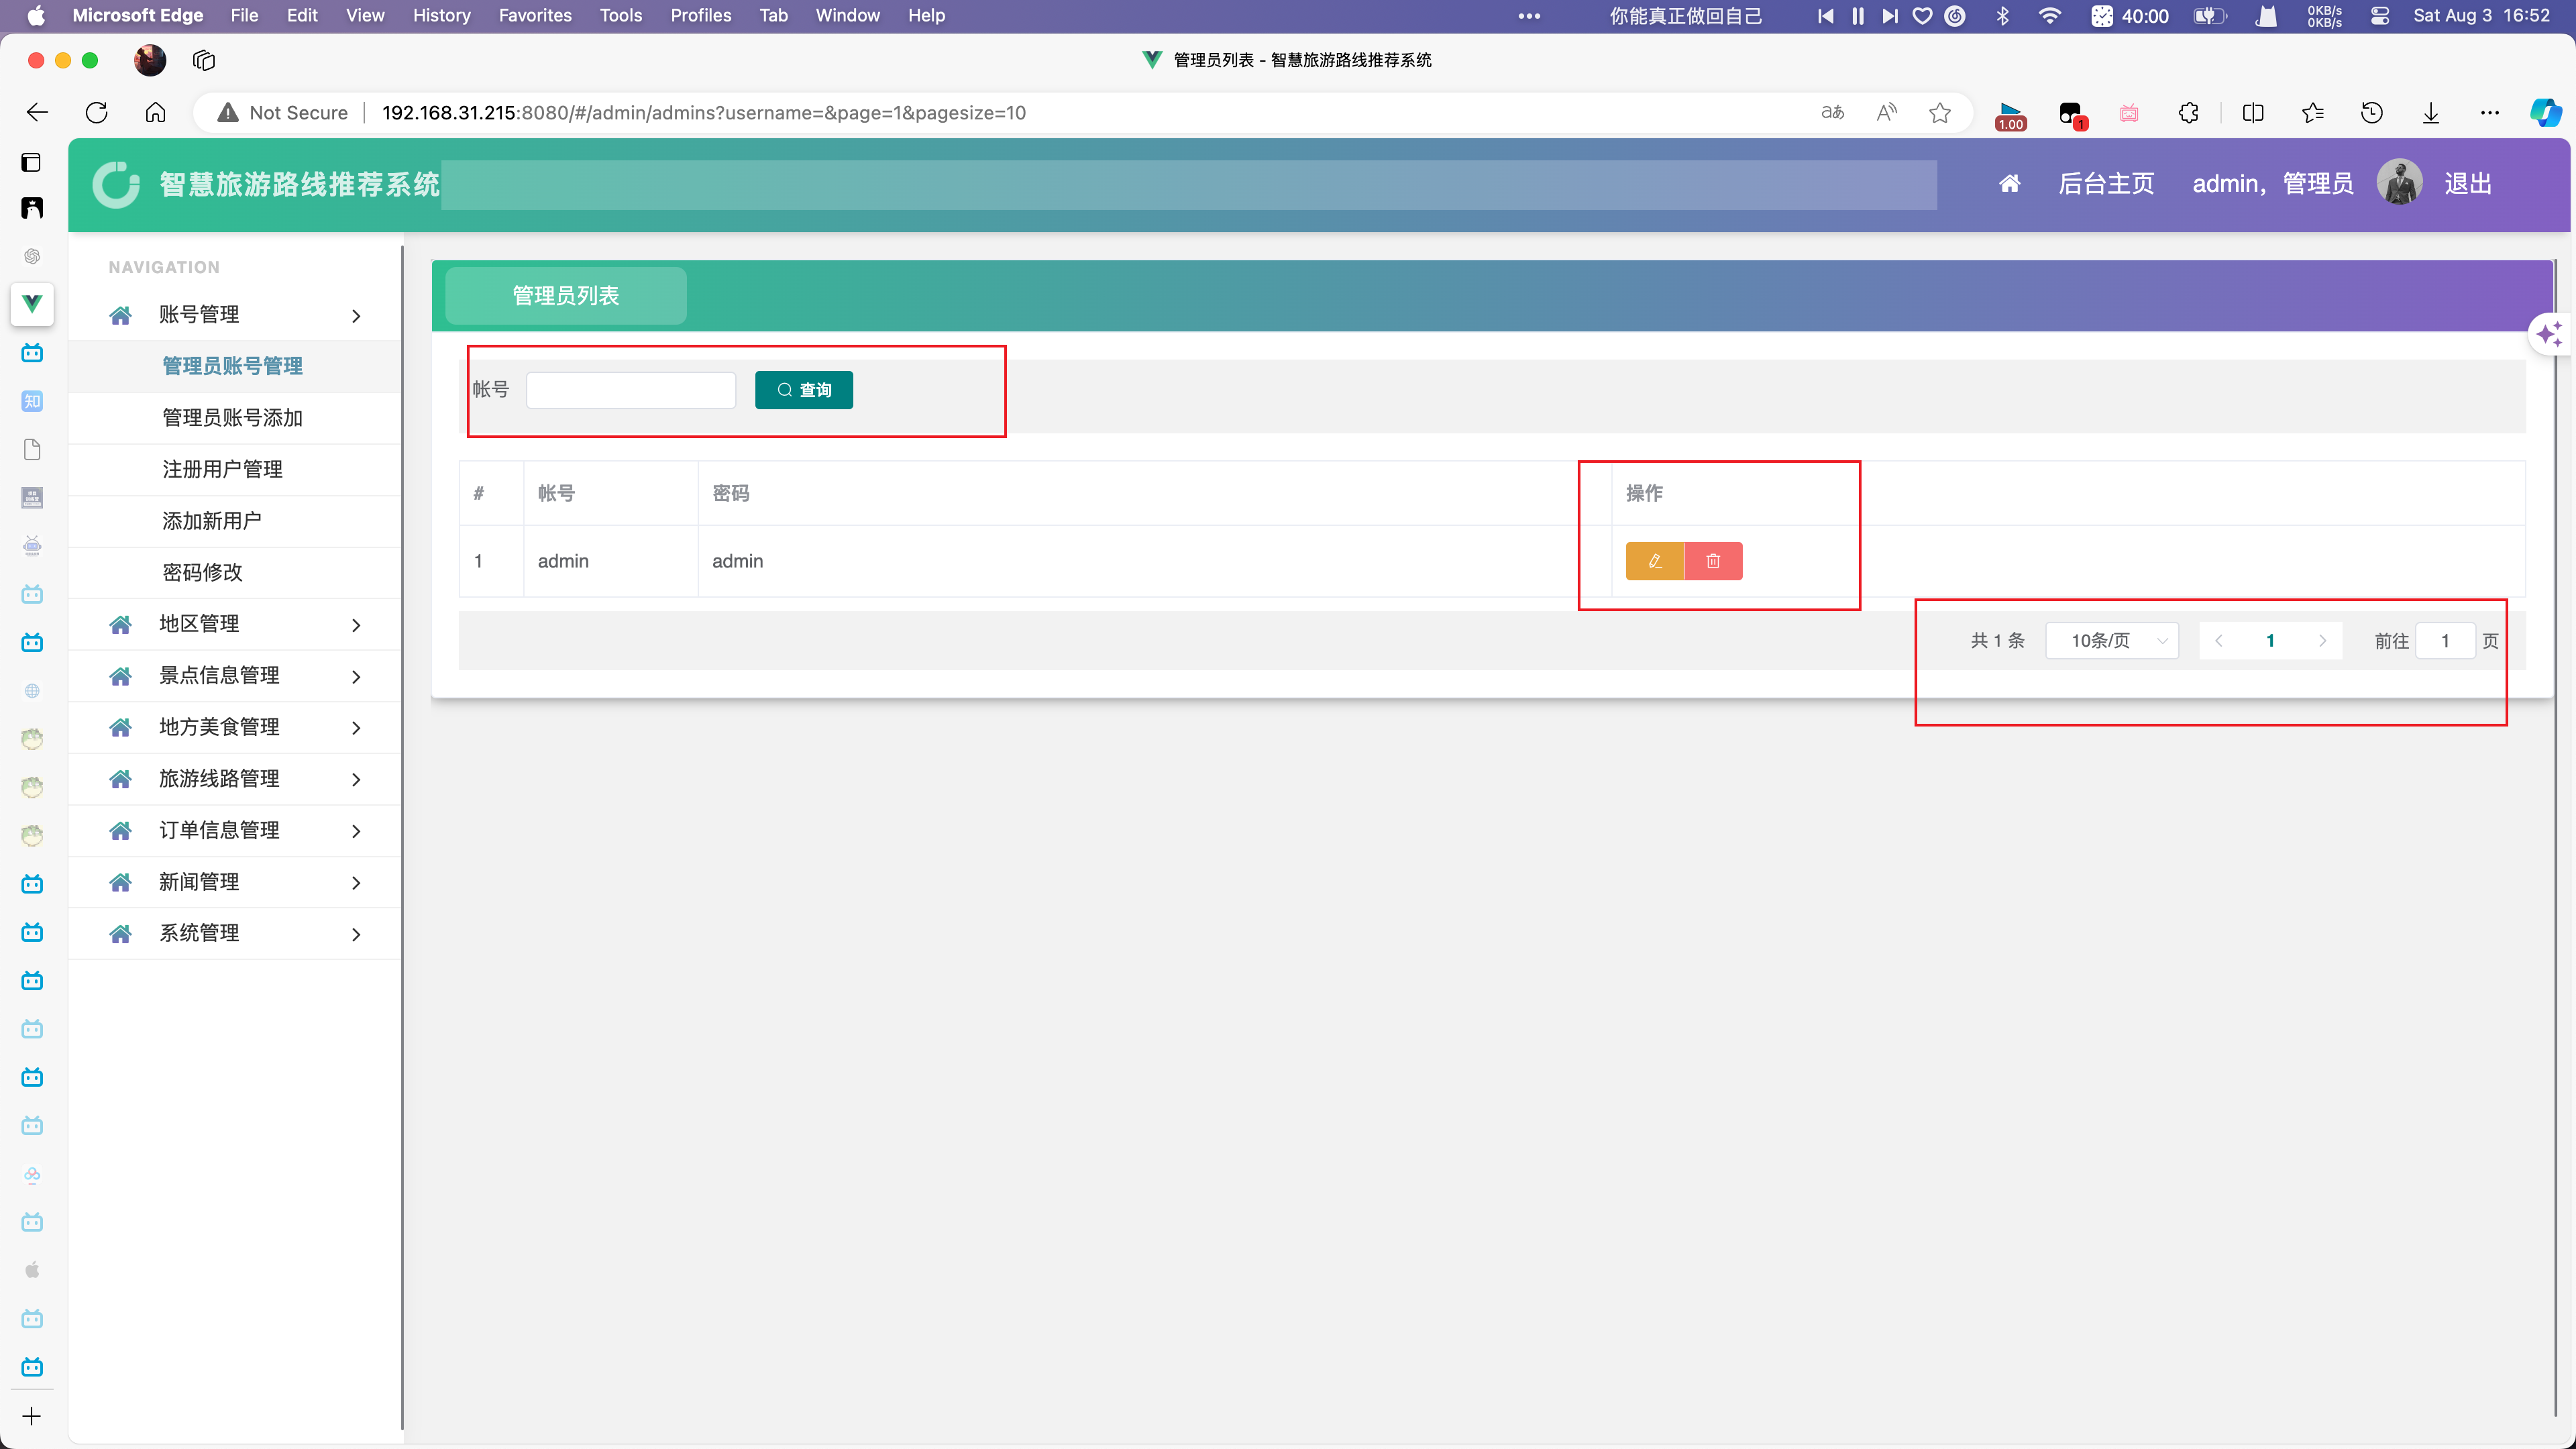 Microsoft Edge File Edit View History Favorites Tools Profiles Tab Window Help ••• 你能真正做回自己 40:00 0KB/s 0KB/s Sat Aug 3 16:52
管理员列表 - 智慧旅游路线推荐系统
Not Secure 192.168.31.215:8080/#/admin/admins?username=&page=1&pagesize=10 aあ A 1.00 1
智慧旅游路线推荐系统 后台主页 admin, 管理员 退出
NAVIGATION
账号管理
管理员账号管理
管理员账号添加
注册用户管理
添加新用户
密码修改
地区管理
景点信息管理
地方美食管理
旅游线路管理
订单信息管理
新闻管理
系统管理
知
管理员列表
帐号 查询
# 帐号 密码 操作
1 admin admin
共 1 条 10条/页 1 前往 1 页